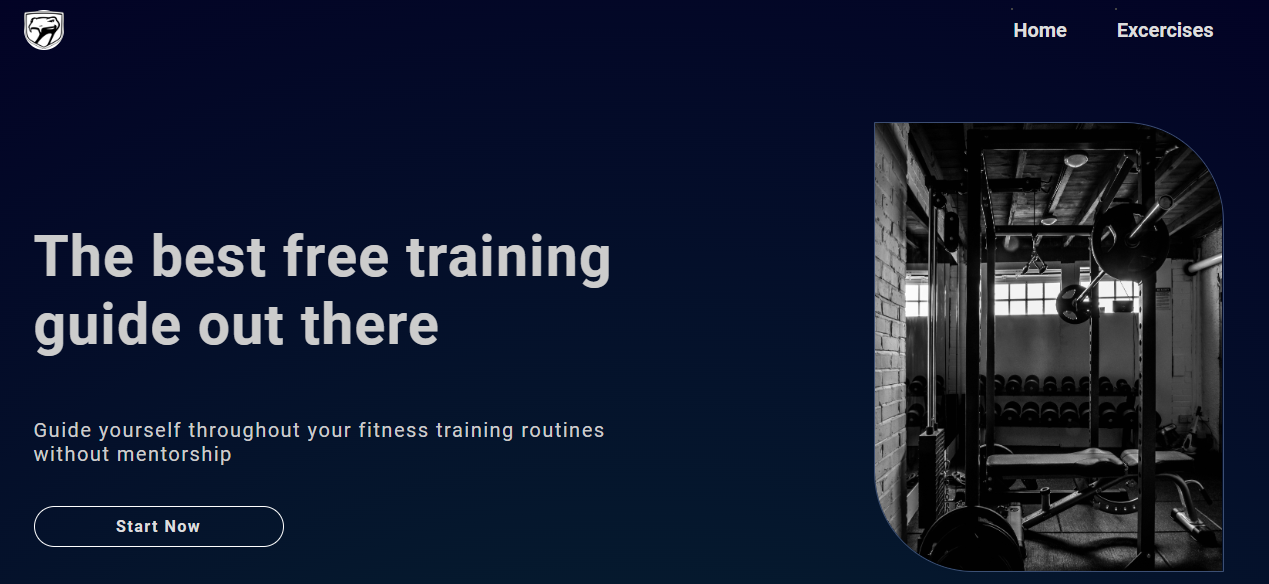 Home
Excercises
The best free training
guide out there
Guide yourself throughout your fitness training routines
without mentorship
Start Now